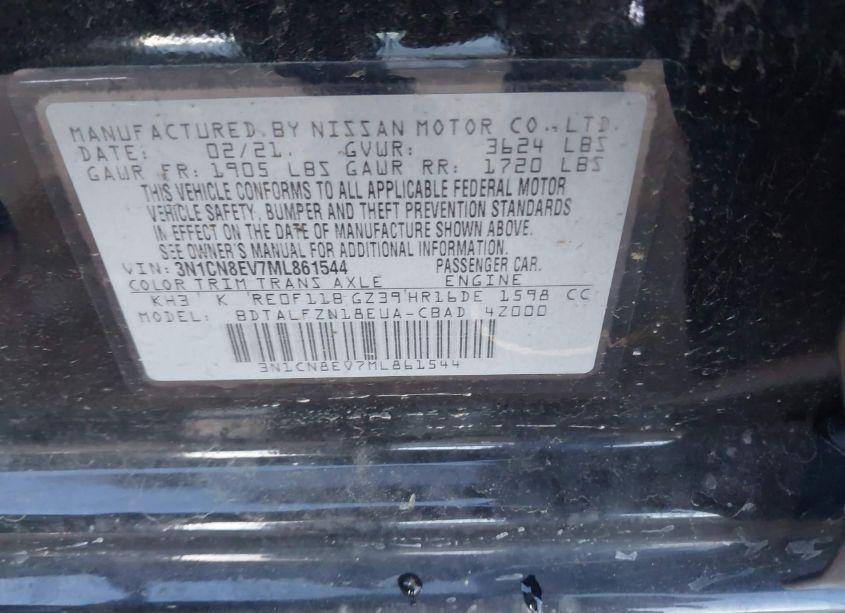 MANUFACTURED BY NISSAN MOTOR CO., LTD.
DATE: 02/21. GVWR: 3624 LBS
GAWR FR: 1905 LBS GAWR RR: 1720 LBS
THIS VEHICLE CONFORMS TO ALL APPLICABLE FEDERAL MOTOR
VEHICLE SAFETY, BUMPER AND THEFT PREVENTION STANDARDS
IN EFFECT ON THE DATE OF MANUFACTURE SHOWN ABOVE.
SEE OWNER'S MANUAL FOR ADDITIONAL INFORMATION.
VIN: 3N1CN8EV7ML861544 PASSENGER CAR.
COLOR TRIM TRANS AXLE ENGINE
KH3 K RE0F11B GZ39 HR16DE 1598 CC
MODEL: BDTALFZN18EUA-CBAD 4Z000
3N1CN8EV7ML861544